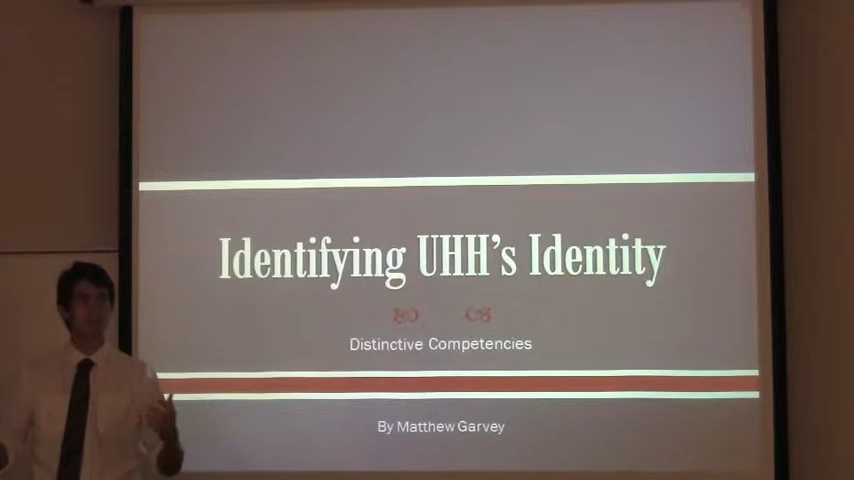 Identifying UHH's Identity
Distinctive Competencies
By Matthew Garvey